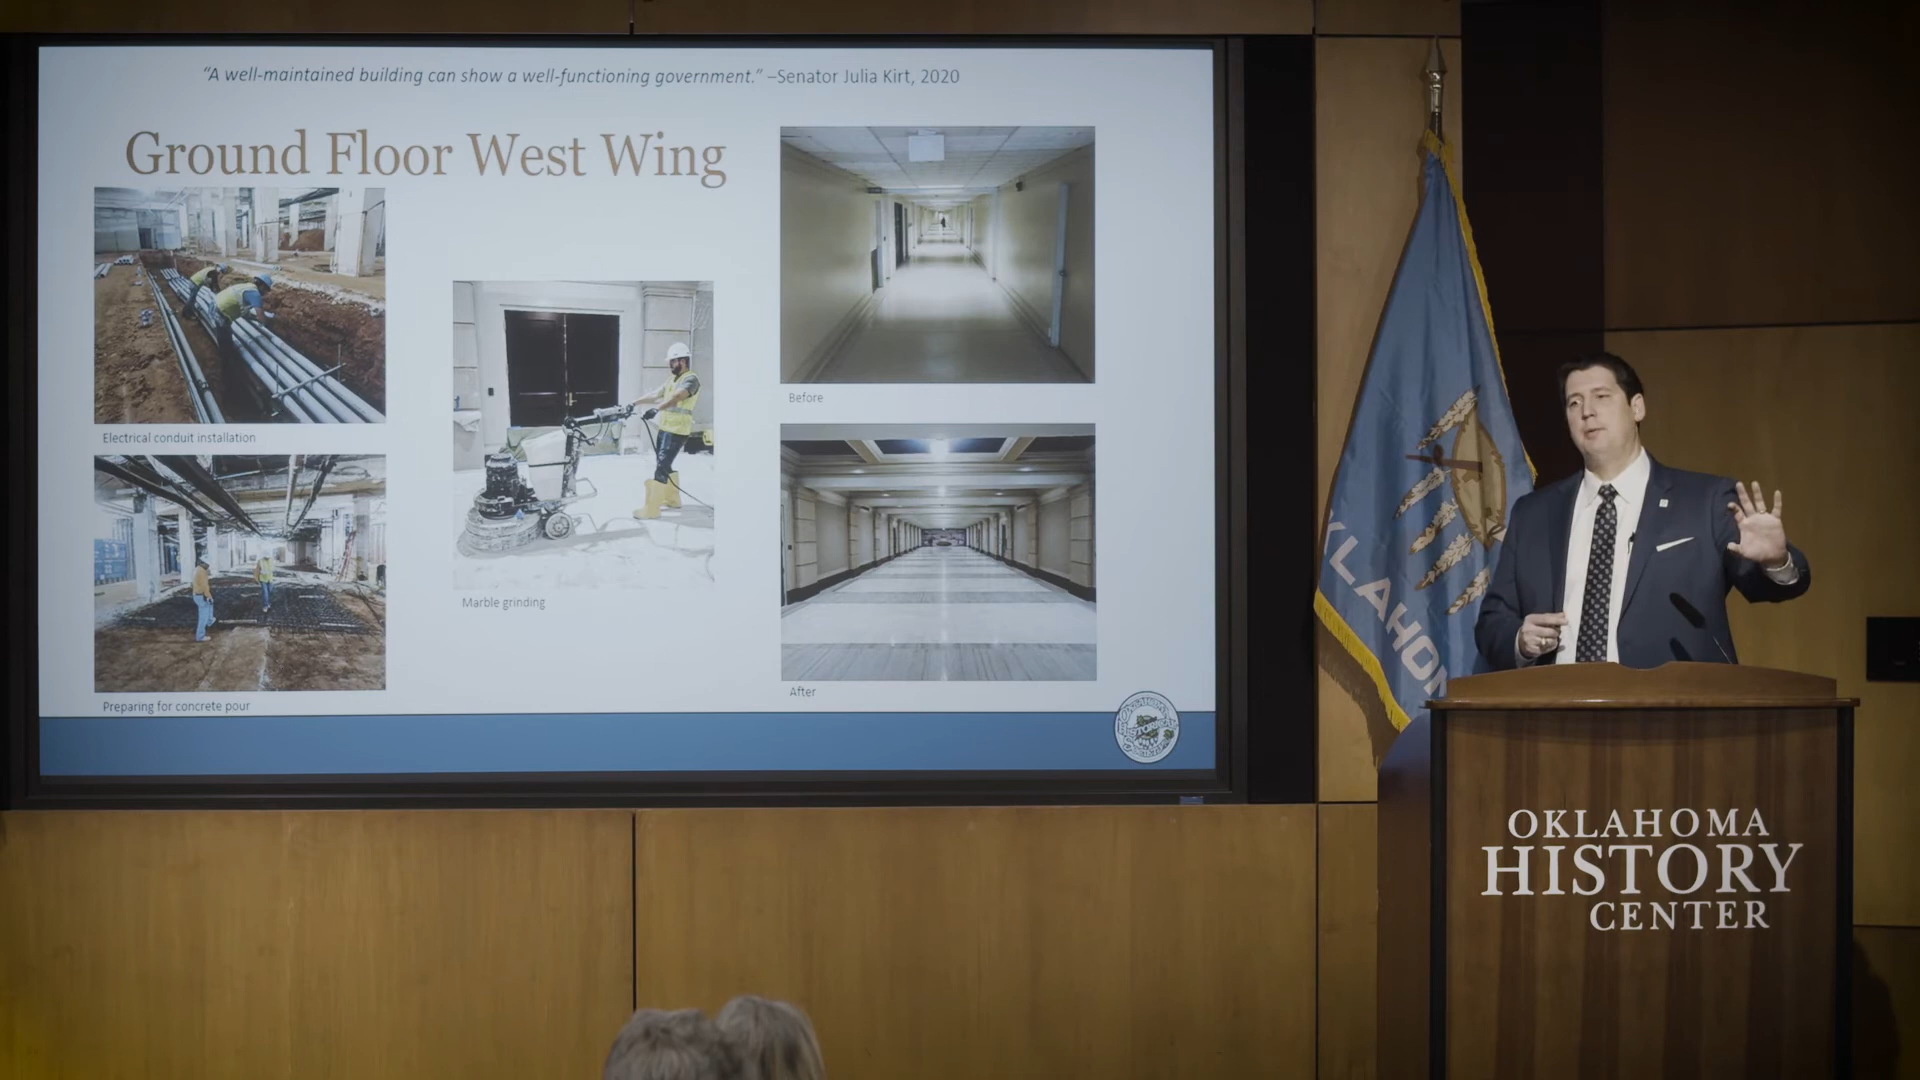 “A well-maintained building can show a well-functioning government.” –Senator Julia Kirt, 2020
Ground Floor West Wing
Electrical conduit installation
Preparing for concrete pour
Marble grinding
Before
After
KLAHOM
OKLAHOMA
HISTORY
CENTER